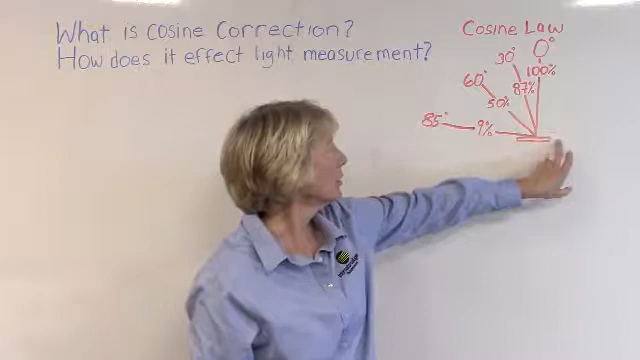 What is cosine Correction?
How does it effect light measurement?
Cosine Law
0°
30°
100%
60°
87%
50%
85°
9%